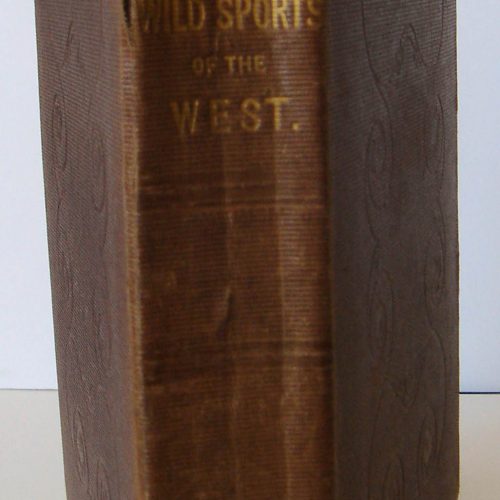 WILD SPORTS
OF THE
WEST.